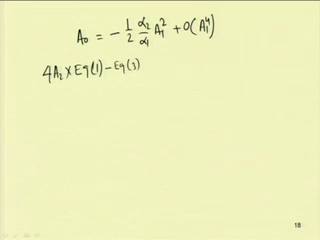 A₀ = - 1/2 α₂/α₁ A₁² + O(A₁⁴)
4A₂ × Eq(1) - Eq(3)
18